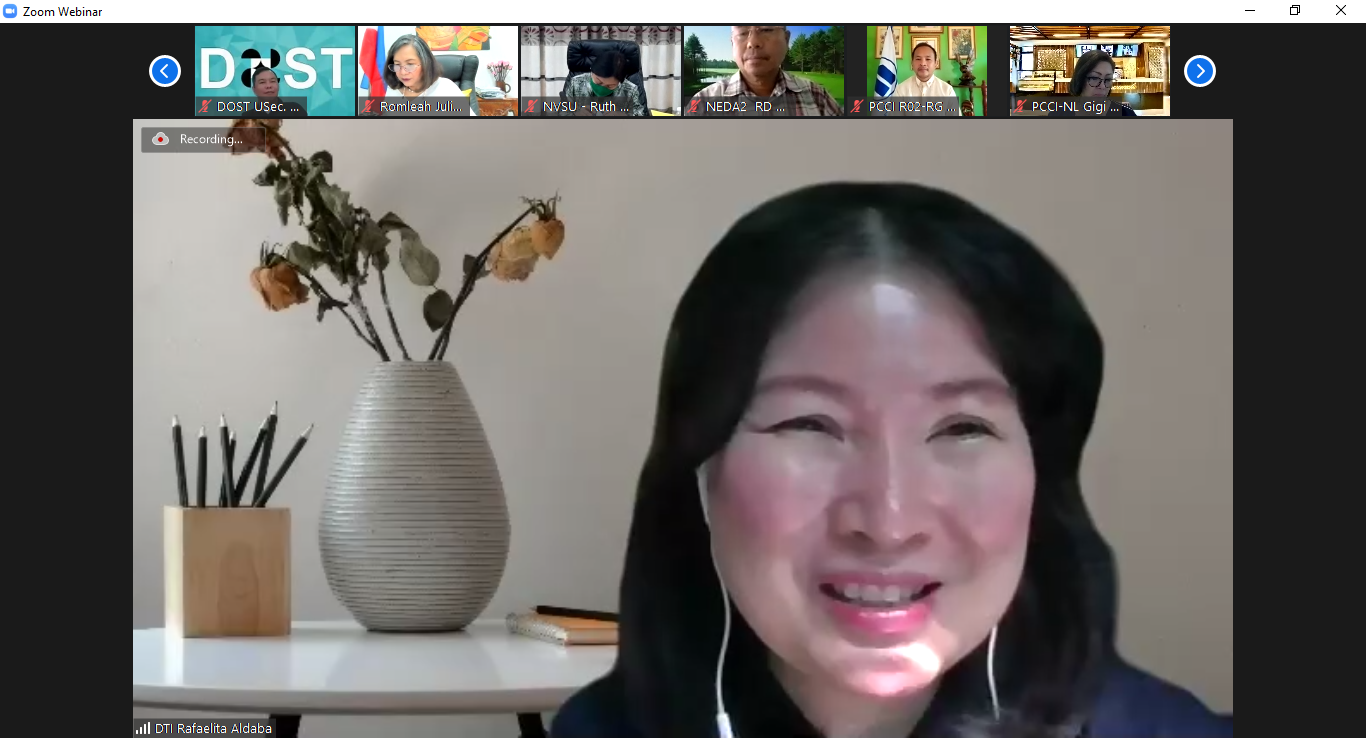 Zoom Webinar
DOST
DOST USec. ...
Romleah Juli...
NVSU - Ruth ...
NEDA2 -RD ...
PCCI R02-RG ...
PCCI-NL Gigi ...
Recording...
DTI Rafaelita Aldaba